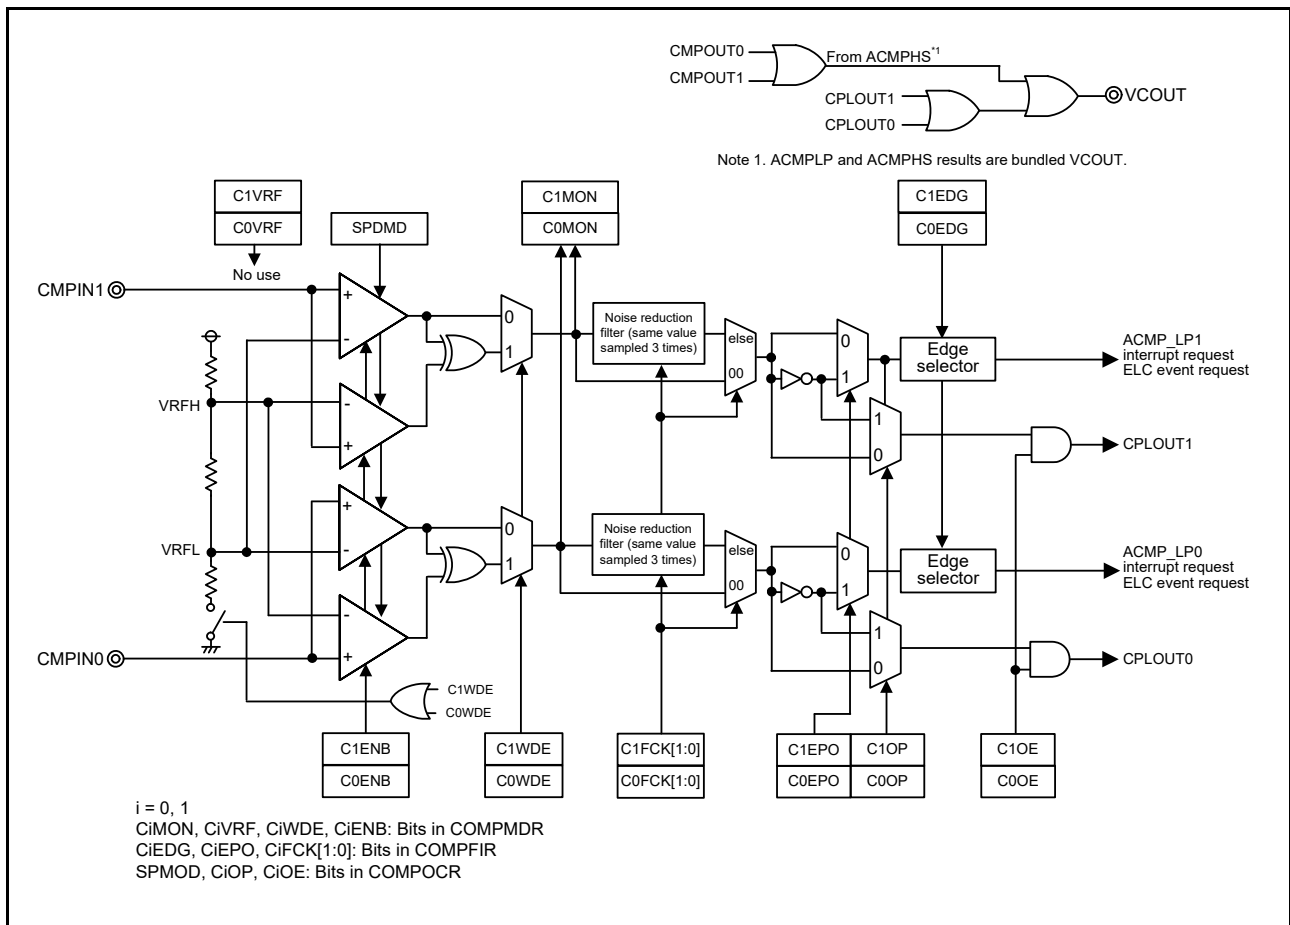 CMPOUT0
CMPOUT1
From ACMPHS*1
CPLOUT1
CPLOUT0
VCOUT
Note 1. ACMPLP and ACMPHS results are bundled VCOUT.
C1VRF
C0VRF
No use
SPDMD
C1MON
C0MON
C1EDG
C0EDG
CMPIN1
+
-
-
+
0
1
Noise reduction
filter (same value
sampled 3 times)
else
00
0
1
1
0
Edge
selector
ACMP_LP1
interrupt request
ELC event request
CPLOUT1
VRFH
VRFL
+
-
-
+
0
1
Noise reduction
filter (same value
sampled 3 times)
else
00
0
1
1
0
Edge
selector
ACMP_LP0
interrupt request
ELC event request
CPLOUT0
CMPIN0
C1WDE
C0WDE
C1ENB
C0ENB
C1WDE
C0WDE
C1FCK[1:0]
C0FCK[1:0]
C1EPO
C0EPO
C1OP
C0OP
C1OE
C0OE
i = 0, 1
CiMON, CiVRF, CiWDE, CiENB: Bits in COMPMDR
CiEDG, CiEPO, CiFCK[1:0]: Bits in COMPFIR
SPMOD, CiOP, CiOE: Bits in COMPOCR